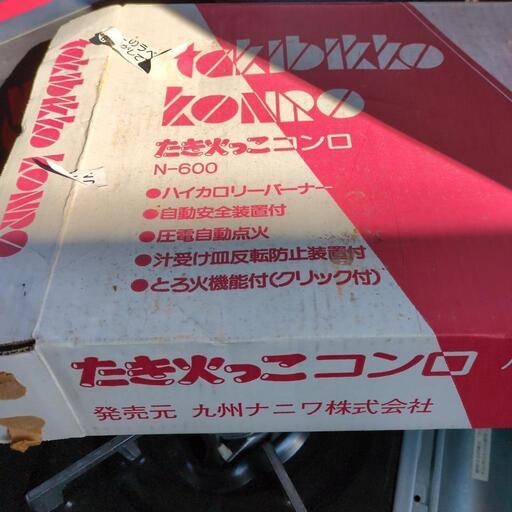 takibikko
KONRO
たき火っこコンロ
N-600
●ハイカロリーバーナー
●自動安全装置付
●圧電自動点火
●汁受け皿反転防止装置付
●とろ火機能付(クリック付)
takibikko KONRO
たき火っこコンロ
発売元 九州ナニワ株式会社